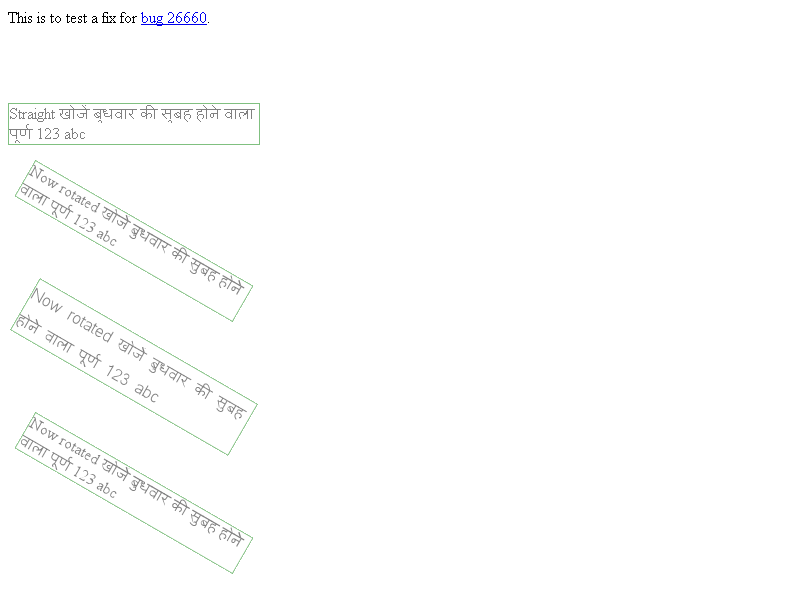 This is to test a fix for bug 26660.
Straight खोजें बुधवार की सुबह होने वाला
पूर्ण 123 abc
Now rotated खोजे बुधवार की सुबह होने
वाला पूर्ण 123 abc
Now rotated खोजे बुधवार की सुबह
होने वाला पूर्ण 123 abc
Now rotated खोजे बुधवार की सुबह होने
वाला पूर्ण 123 abc